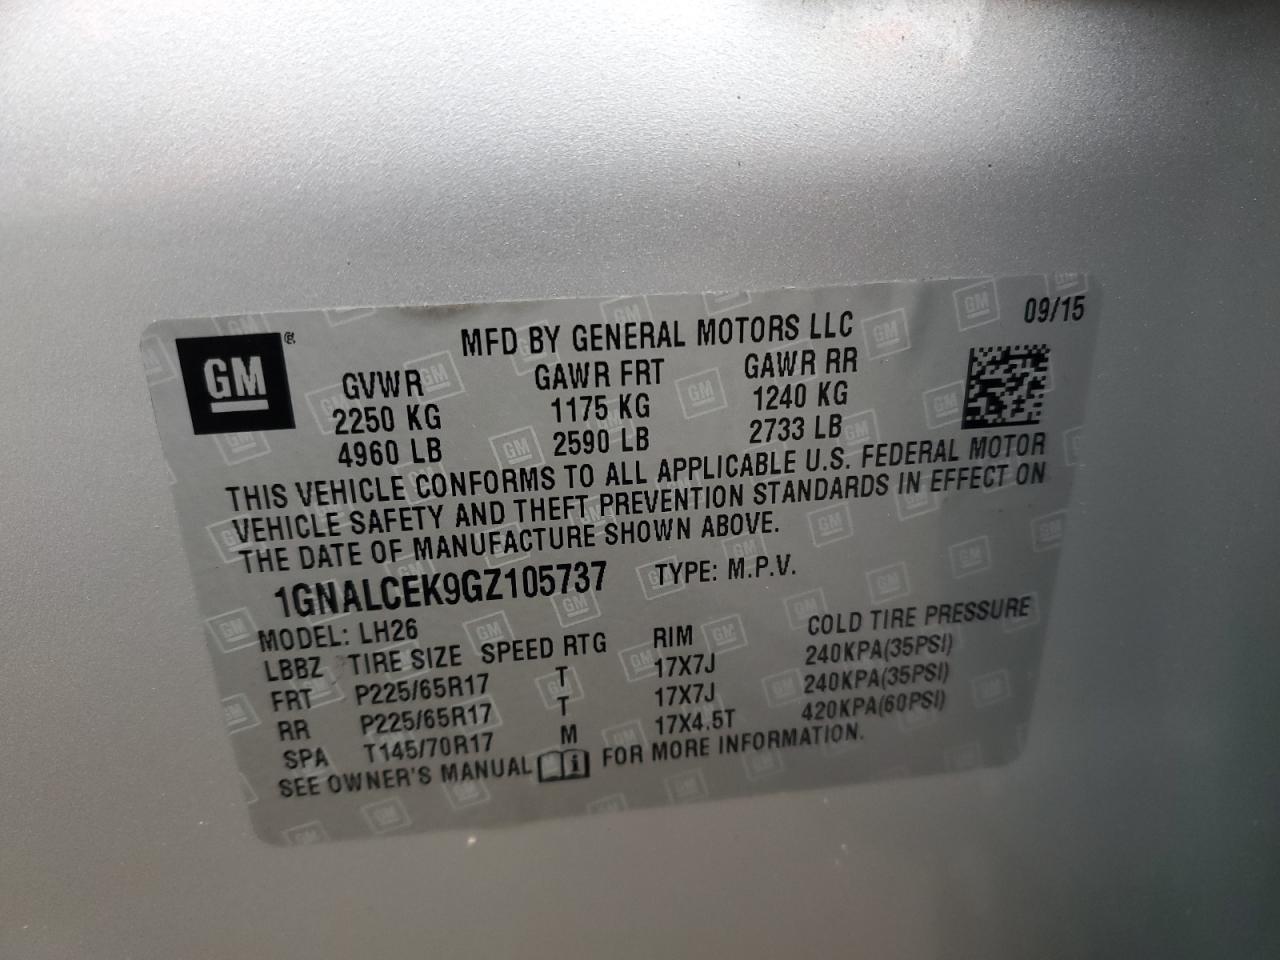 09/15
GM ®
MFD BY GENERAL MOTORS LLC
GVWR GAWR FRT GAWR RR
2250 KG 1175 KG 1240 KG
4960 LB 2590 LB 2733 LB
THIS VEHICLE CONFORMS TO ALL APPLICABLE U.S. FEDERAL MOTOR
VEHICLE SAFETY AND THEFT PREVENTION STANDARDS IN EFFECT ON
THE DATE OF MANUFACTURE SHOWN ABOVE.
1GNALCEK9GZ105737 TYPE: M.P.V.
MODEL: LH26
LBBZ TIRE SIZE SPEED RTG RIM COLD TIRE PRESSURE
FRT P225/65R17 T 17X7J 240KPA(35PSI)
RR P225/65R17 T 17X7J 240KPA(35PSI)
SPA T145/70R17 M 17X4.5T 420KPA(60PSI)
SEE OWNER'S MANUAL i FOR MORE INFORMATION.